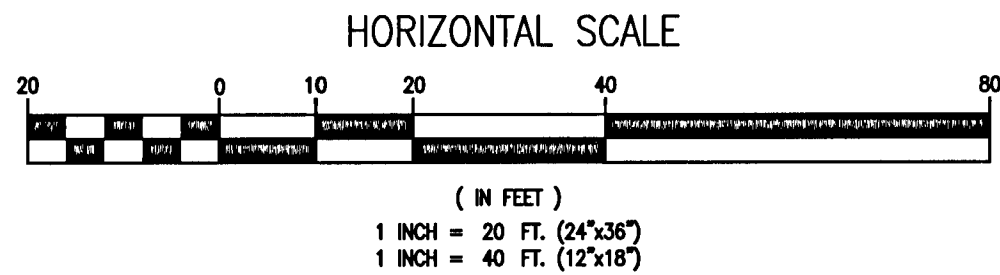 HORIZONTAL SCALE
20 0 10 20 40 80
( IN FEET )
1 INCH = 20 FT. (24"x36")
1 INCH = 40 FT. (12"x18")